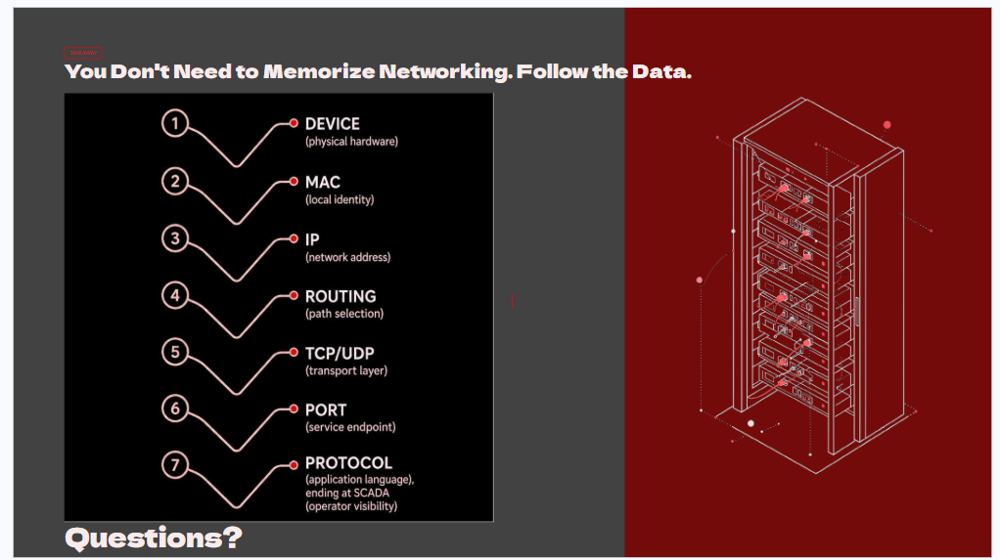 You Don't Need to Memorize Networking. Follow the Data.
1
DEVICE
(physical hardware)
2
MAC
(local identity)
3
IP
(network address)
4
ROUTING
(path selection)
5
TCP/UDP
(transport layer)
6
PORT
(service endpoint)
7
PROTOCOL
(application language),
ending at SCADA
(operator visibility)
Questions?